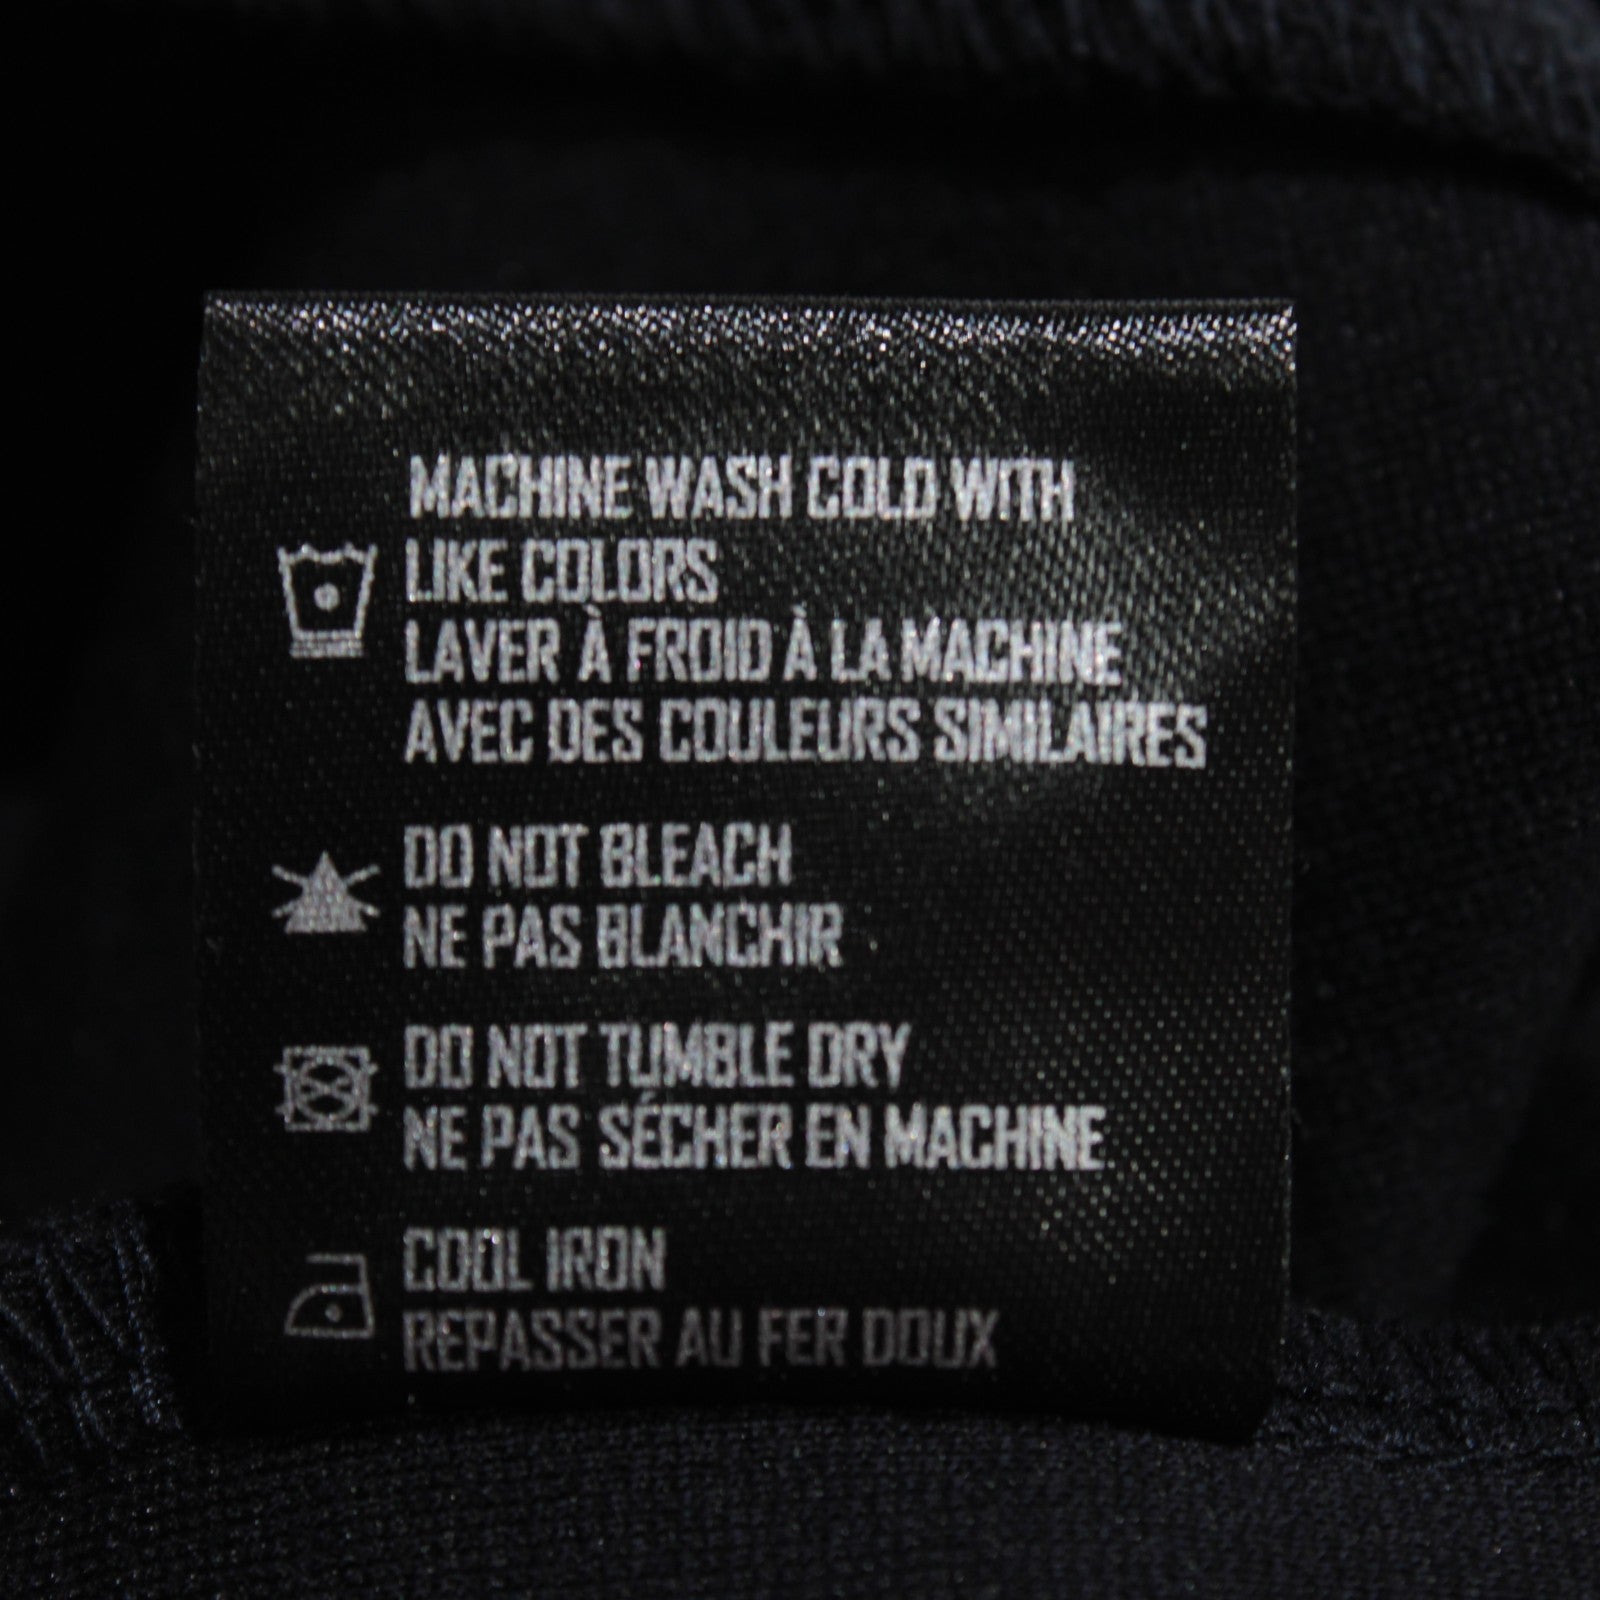 MACHINE WASH COLD WITH
LIKE COLORS
LAVER À FROID À LA MACHINE
AVEC DES COULEURS SIMILAIRES
DO NOT BLEACH
NE PAS BLANCHIR
DO NOT TUMBLE DRY
NE PAS SÉCHER EN MACHINE
COOL IRON
REPASSER AU FER DOUX